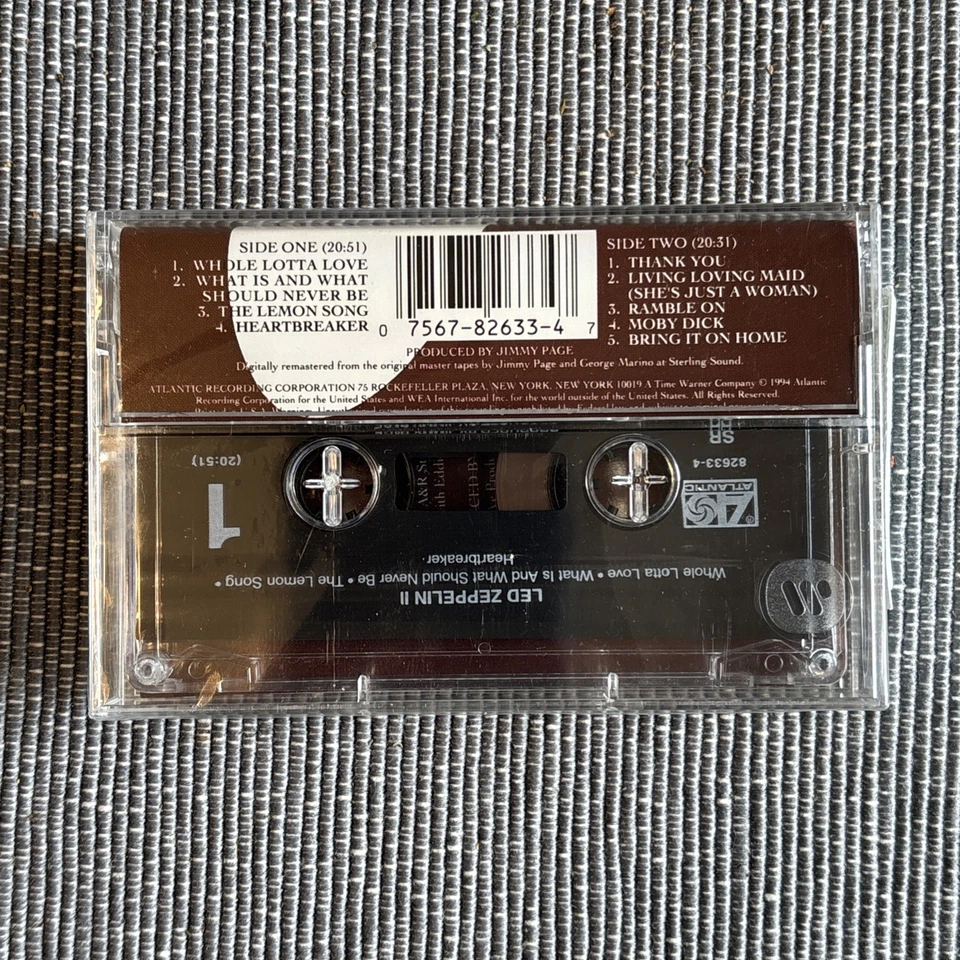 SIDE ONE (20:51)
1. WHOLE LOTTA LOVE
2. WHAT IS AND WHAT
SHOULD NEVER BE
3. THE LEMON SONG
4. HEARTBREAKER
0 7567-82633-4 7
SIDE TWO (20:31)
1. THANK YOU
2. LIVING LOVING MAID
(SHE'S JUST A WOMAN)
3. RAMBLE ON
4. MOBY DICK
5. BRING IT ON HOME
PRODUCED BY JIMMY PAGE
Digitally remastered from the original master tapes by Jimmy Page and George Marino at Sterling Sound.
ATLANTIC RECORDING CORPORATION 75 ROCKEFELLER PLAZA, NEW YORK, NEW YORK 10019 A Time Warner Company © 1994 Atlantic
Recording Corporation for the United States and WEA International Inc. for the world outside of the United States. All Rights Reserved.
LED ZEPPELIN II
Whole Lotta Love • What Is And What Should Never Be • The Lemon Song •
Heartbreaker
ATLANTIC
1
82633-4
(20:51)
SR
A&R